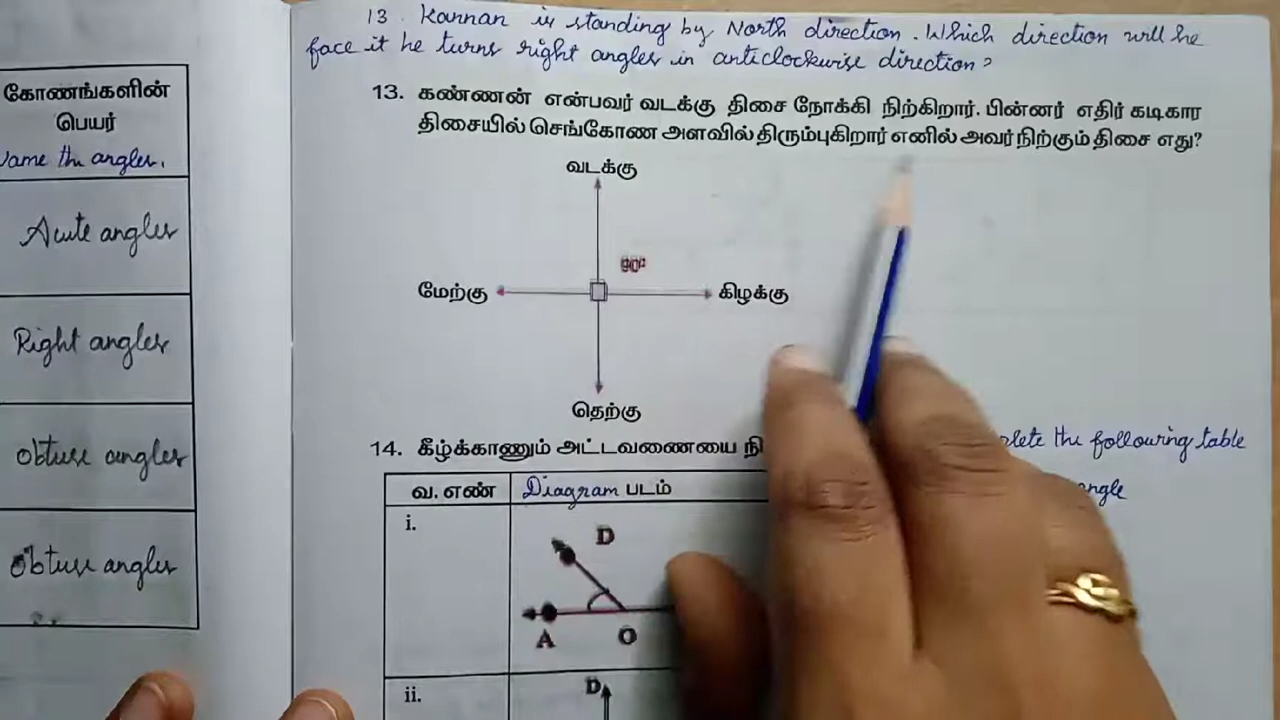 13. Kannan is standing by North direction. Which direction will he
face it he turns right angles in anticlockwise direction?
கோணங்களின்
பெயர்
Name the angles.
Acute angles
Right angles
obtuse angles
obtuse angles
13. கண்ணன் என்பவர் வடக்கு திசை நோக்கி நிற்கிறார். பின்னர் எதிர் கடிகார
திசையில் செங்கோண அளவில் திரும்புகிறார் எனில் அவர் நிற்கும் திசை எது?
வடக்கு
90°
மேற்கு
கிழக்கு
தெற்கு
14. கீழ்க்காணும் அட்டவணையை
the following table
angle
வ. எண்
Diagram படம்
i.
D
A
O
ii.
D